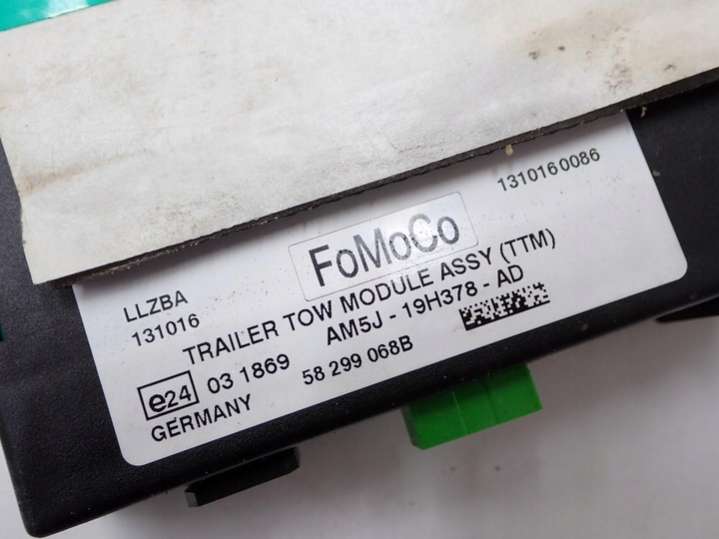 1310160086
FoMoCo
LLZBA
131016
TRAILER TOW MODULE ASSY (TTM)
AM5J - 19H378 - AD
e24 03 1869
58 299 068B
GERMANY